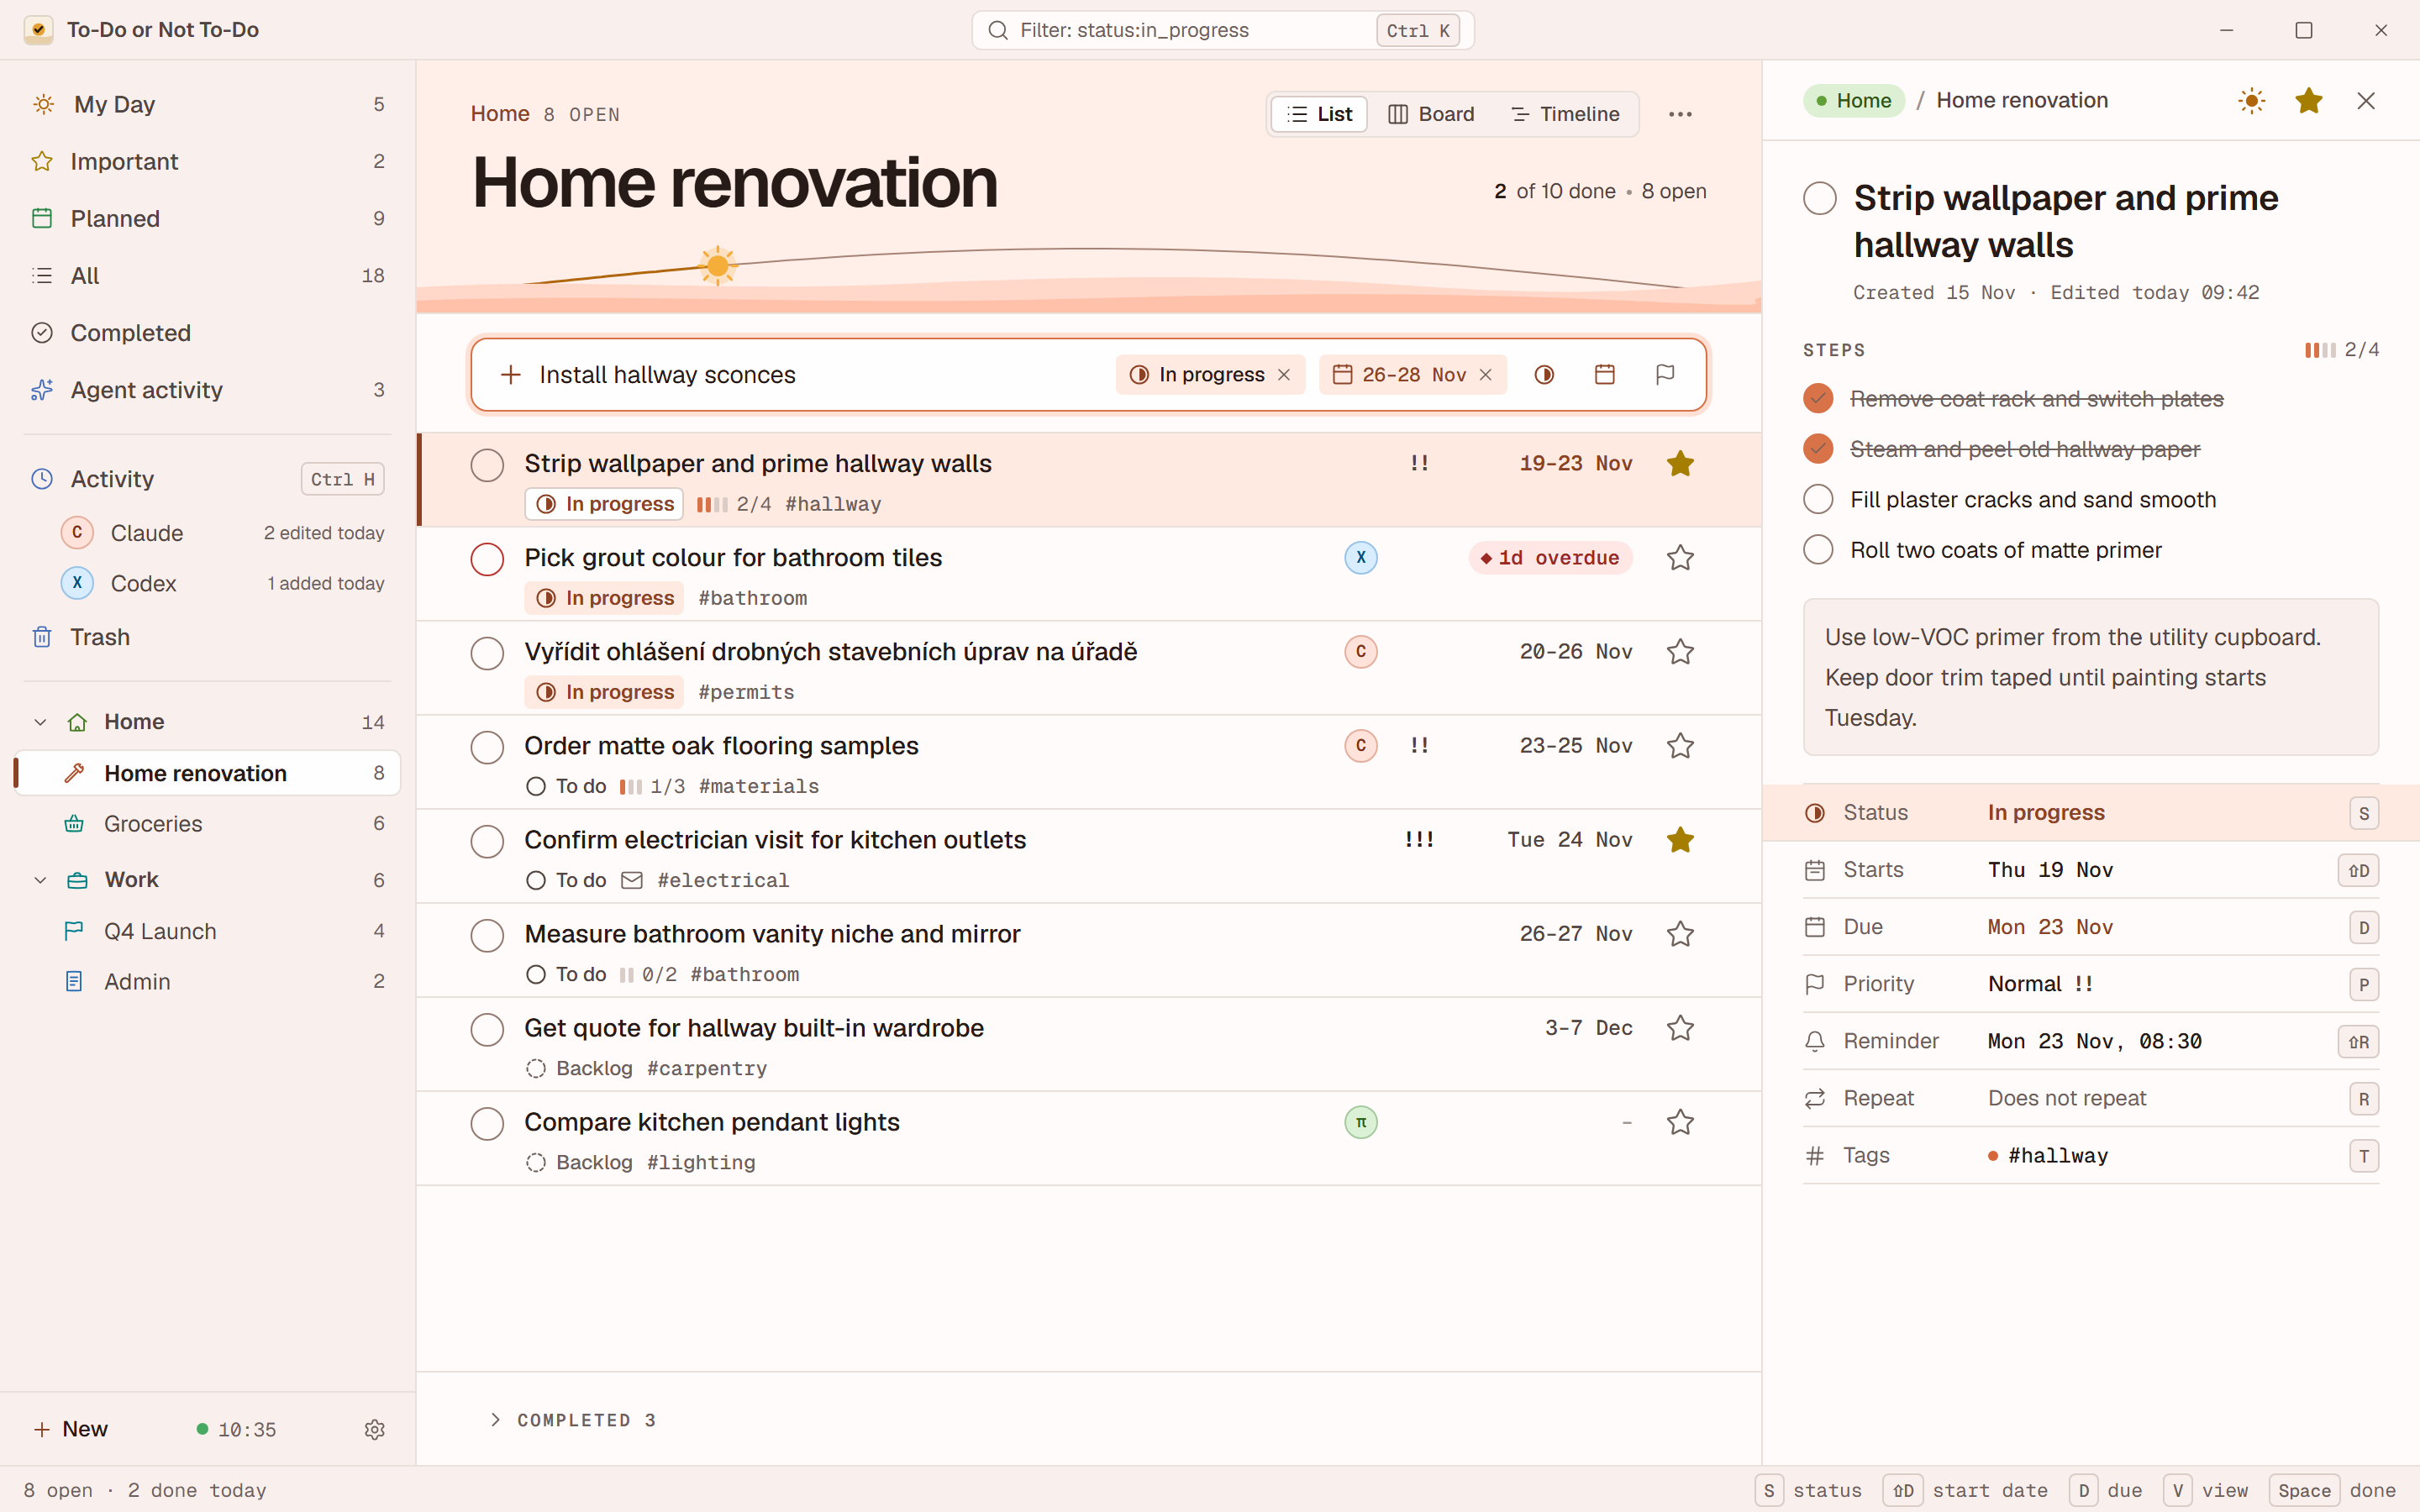 To-Do or Not To-Do
Filter: status:in_progress
Ctrl K
My Day 5
Important 2
Planned 9
All 18
Completed
Agent activity 3
Activity Ctrl H
C Claude 2 edited today
X Codex 1 added today
Trash
Home 14
Home renovation 8
Groceries 6
Work 6
Q4 Launch 4
Admin 2
New 10:35
Home 8 OPEN
List Board Timeline
Home renovation
2 of 10 done • 8 open
Install hallway sconces In progress 26–28 Nov
Strip wallpaper and prime hallway walls !! 19–23 Nov
In progress 2/4 #hallway
Pick grout colour for bathroom tiles X 1d overdue
In progress #bathroom
Vyřídit ohlášení drobných stavebních úprav na úřadě C 20–26 Nov
In progress #permits
Order matte oak flooring samples C !! 23–25 Nov
To do 1/3 #materials
Confirm electrician visit for kitchen outlets !!! Tue 24 Nov
To do #electrical
Measure bathroom vanity niche and mirror 26–27 Nov
To do 0/2 #bathroom
Get quote for hallway built-in wardrobe 3–7 Dec
Backlog #carpentry
Compare kitchen pendant lights π –
Backlog #lighting
COMPLETED 3
Home / Home renovation
Strip wallpaper and prime
hallway walls
Created 15 Nov · Edited today 09:42
STEPS 2/4
Remove coat rack and switch plates
Steam and peel old hallway paper
Fill plaster cracks and sand smooth
Roll two coats of matte primer
Use low-VOC primer from the utility cupboard.
Keep door trim taped until painting starts
Tuesday.
Status In progress S
Starts Thu 19 Nov ⇧D
Due Mon 23 Nov D
Priority Normal !! P
Reminder Mon 23 Nov, 08:30 ⇧R
Repeat Does not repeat R
Tags #hallway T
8 open · 2 done today
S status ⇧D start date D due V view Space done